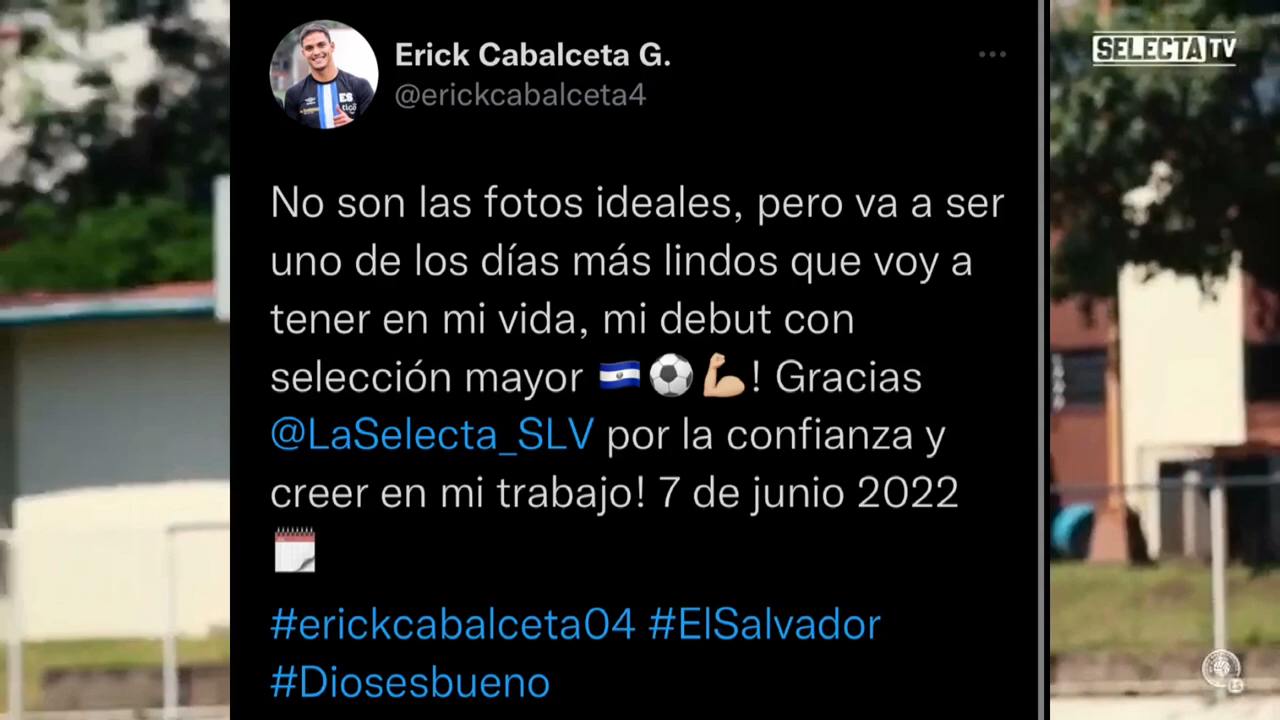 SELECTA TV
Erick Cabalceta G.
@erickcabalceta4
No son las fotos ideales, pero va a ser
uno de los días más lindos que voy a
tener en mi vida, mi debut con
selección mayor 🇸🇻⚽💪🏼! Gracias
@LaSelecta_SLV por la confianza y
creer en mi trabajo! 7 de junio 2022
🗒️
#erickcabalceta04 #ElSalvador
#Diosesbueno